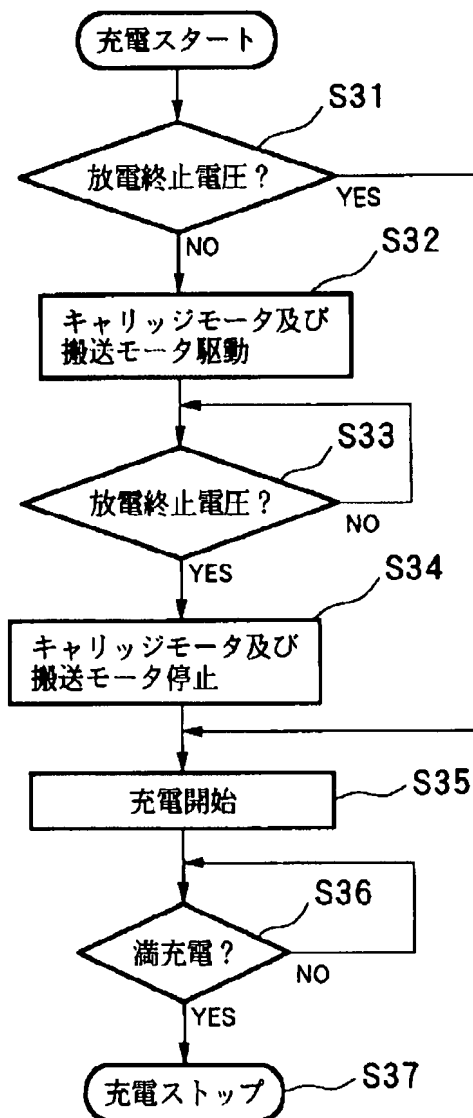 充電スタート
S31
放電終止電圧？
YES
NO
S32
キャリッジモータ及び
搬送モータ駆動
S33
放電終止電圧？
NO
YES
S34
キャリッジモータ及び
搬送モータ停止
充電開始
S35
S36
満充電？
NO
YES
充電ストップ
S37